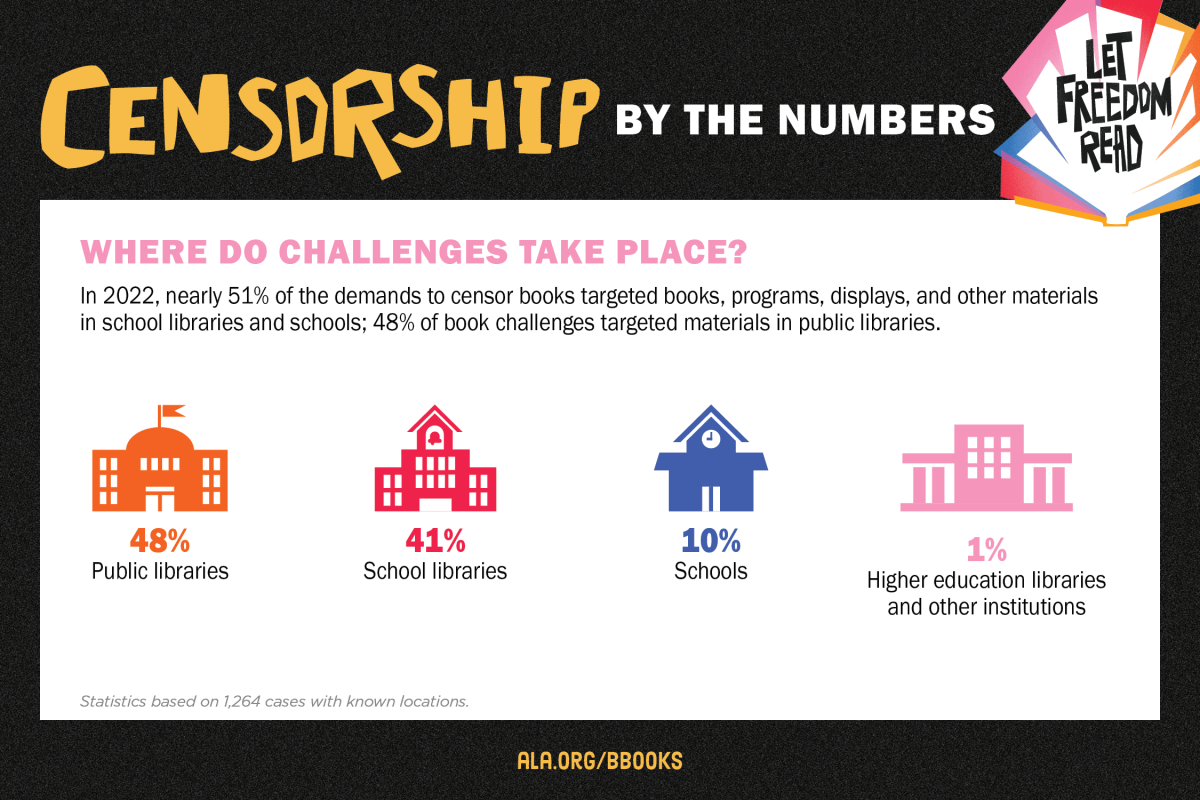 CENSORSHIP BY THE NUMBERS
LET
FREEDOM
READ
WHERE DO CHALLENGES TAKE PLACE?
In 2022, nearly 51% of the demands to censor books targeted books, programs, displays, and other materials
in school libraries and schools; 48% of book challenges targeted materials in public libraries.
48%
Public libraries
41%
School libraries
10%
Schools
1%
Higher education libraries
and other institutions
Statistics based on 1,264 cases with known locations.
ALA.ORG/BBOOKS